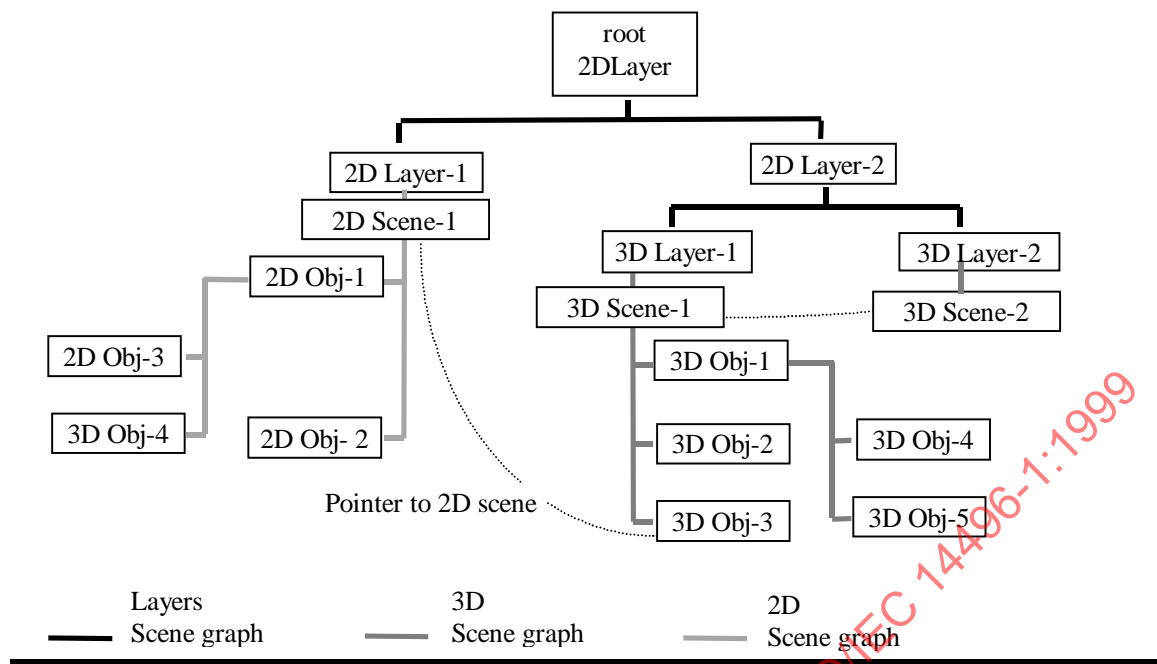 root
2DLayer
2D Layer-1
2D Layer-2
2D Scene-1
3D Layer-1
3D Layer-2
2D Obj-1
3D Scene-1
3D Scene-2
2D Obj-3
3D Obj-1
3D Obj-4
2D Obj- 2
3D Obj-2
3D Obj-4
Pointer to 2D scene
3D Obj-3
3D Obj-5
Layers
Scene graph
3D
Scene graph
2D
Scene graph
/IEC 14496-1:1999